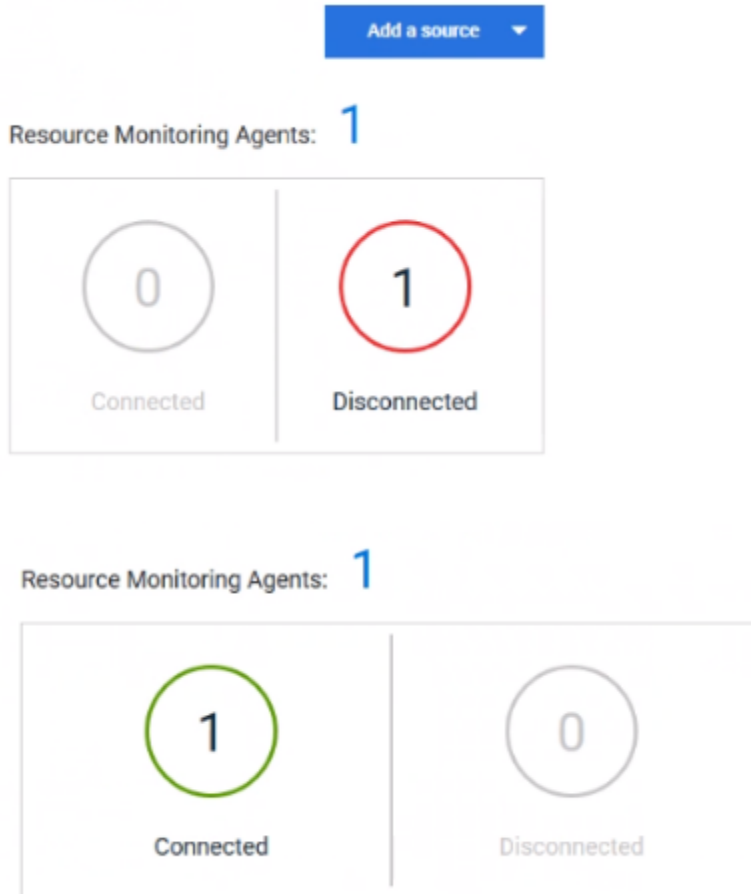 Add a source
Resource Monitoring Agents: 1
0 1
Connected Disconnected
Resource Monitoring Agents: 1
1 0
Connected Disconnected